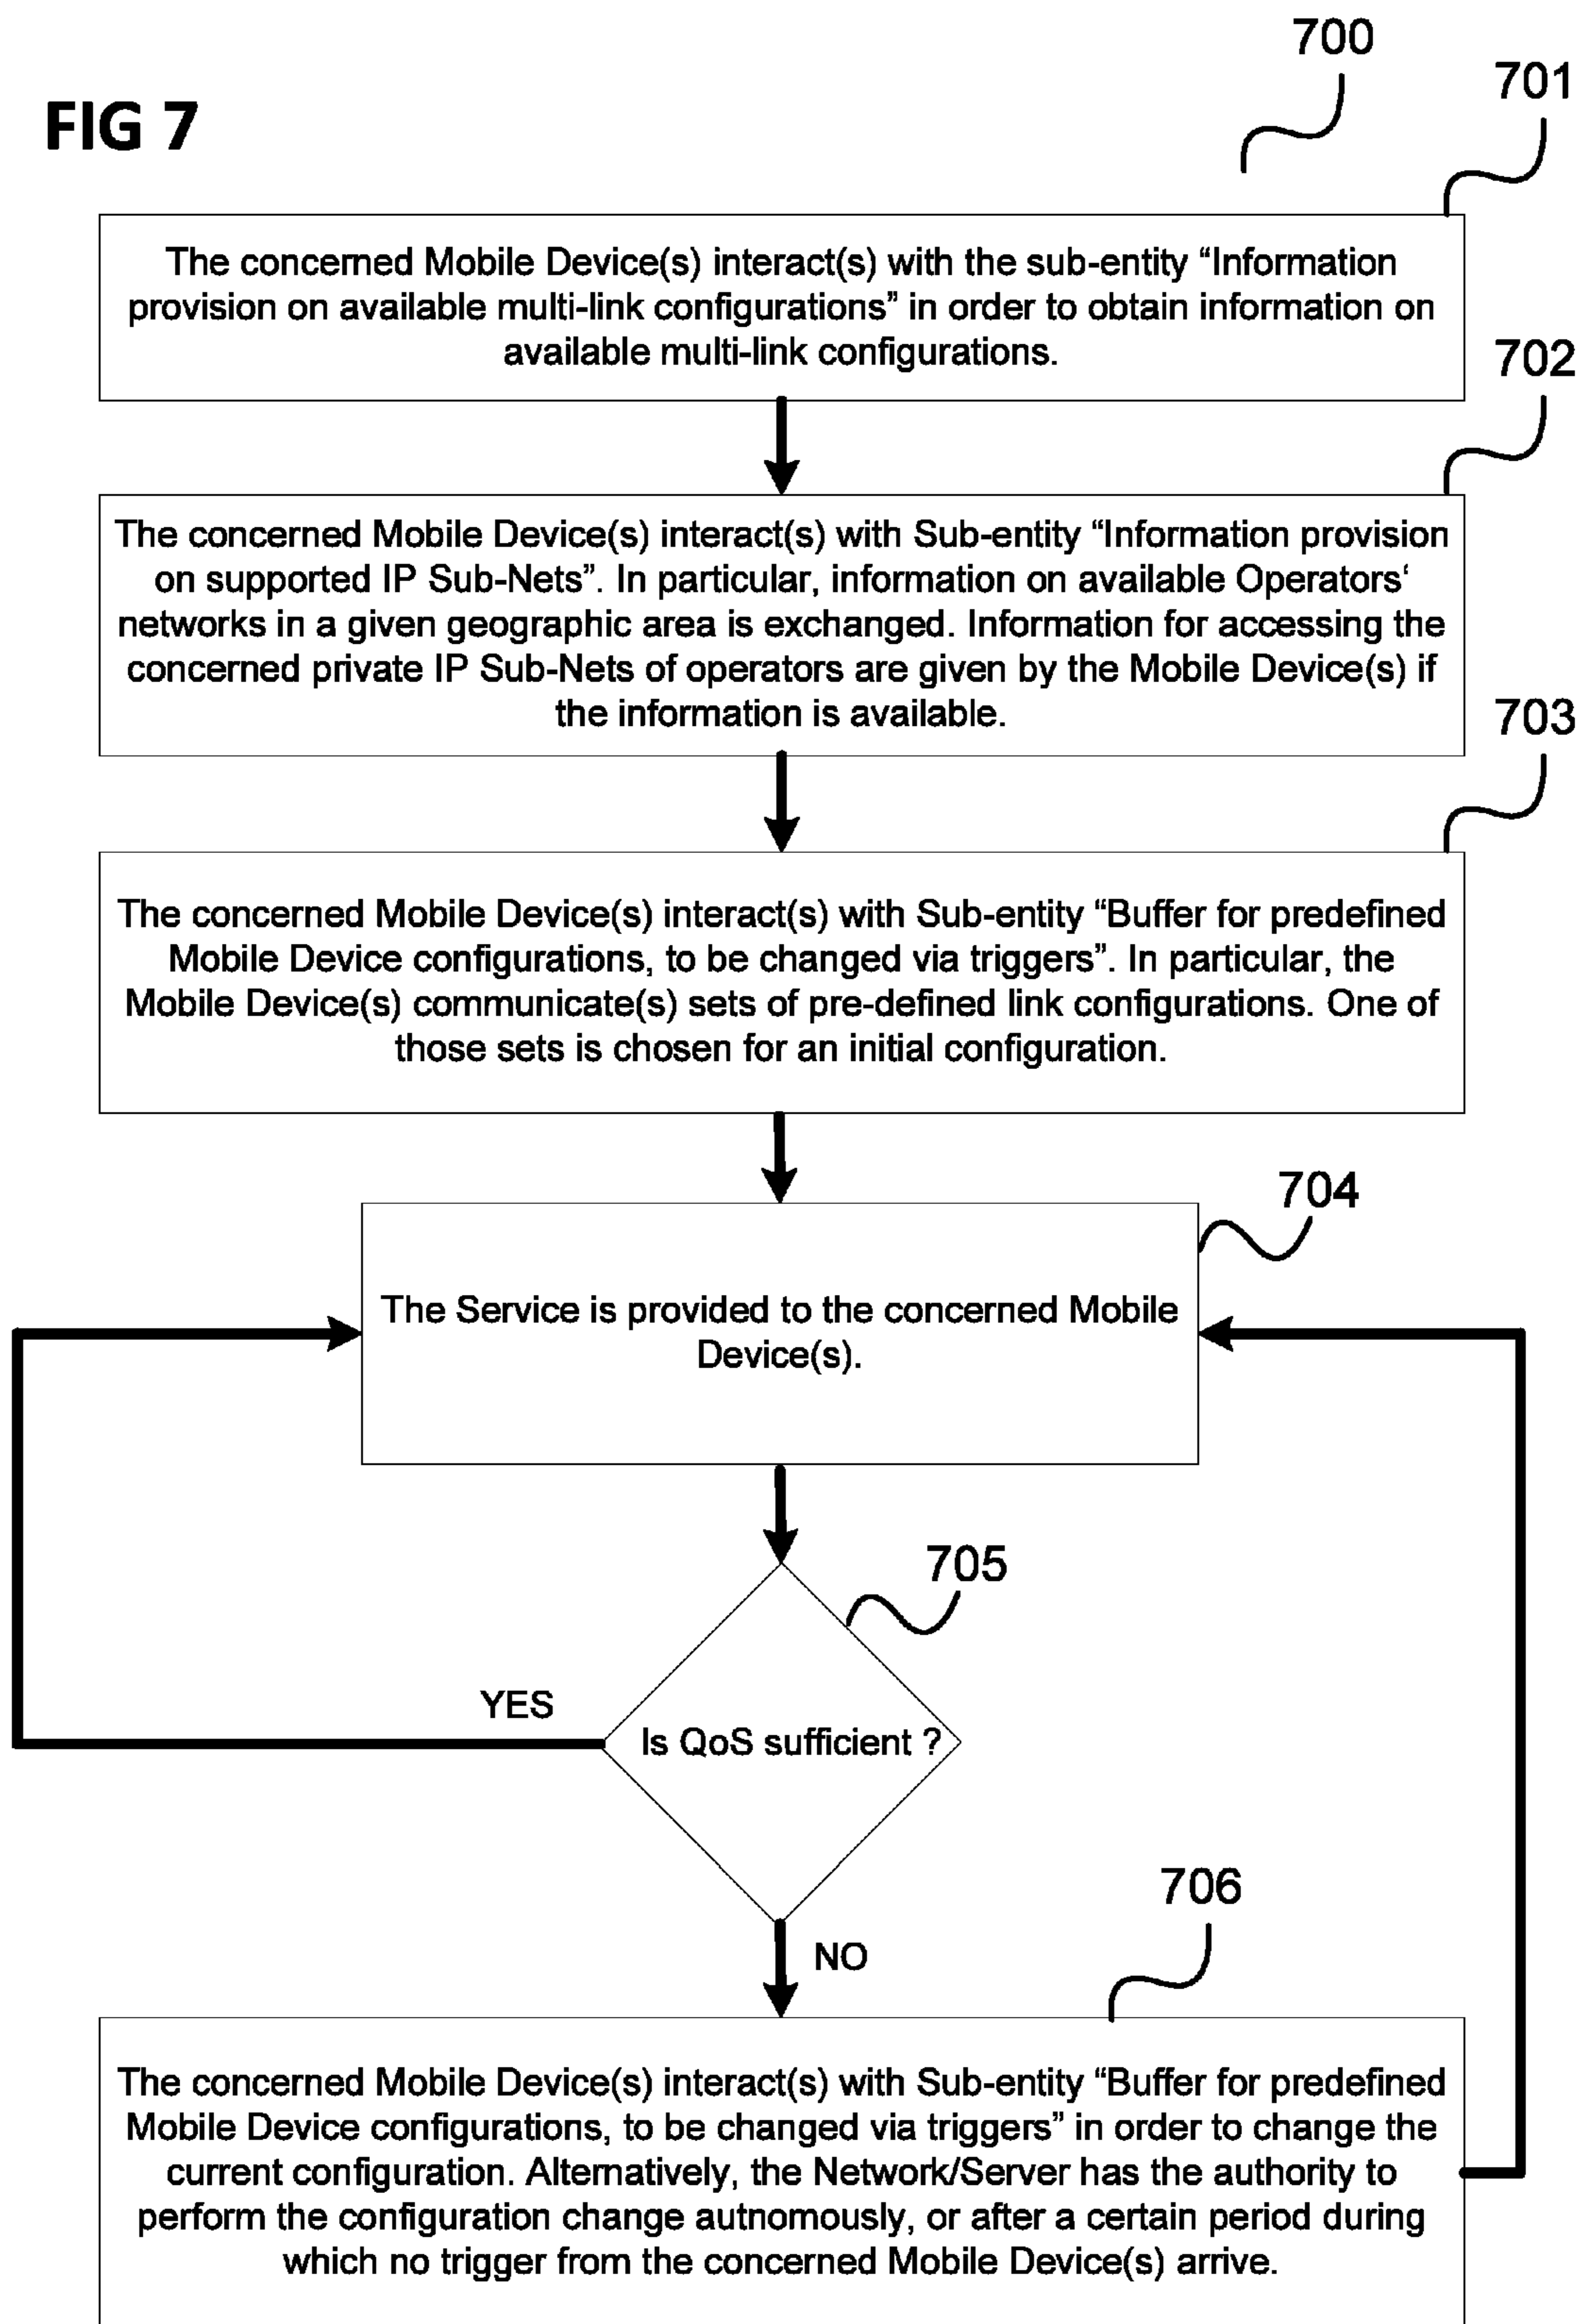 700
701
FIG 7
The concerned Mobile Device(s) interact(s) with the sub-entity “Information
provision on available multi-link configurations” in order to obtain information on
available multi-link configurations.
702
The concerned Mobile Device(s) interact(s) with Sub-entity “Information provision
on supported IP Sub-Nets”. In particular, information on available Operators‘
networks in a given geographic area is exchanged. Information for accessing the
concerned private IP Sub-Nets of operators are given by the Mobile Device(s) if
the information is available.
703
The concerned Mobile Device(s) interact(s) with Sub-entity “Buffer for predefined
Mobile Device configurations, to be changed via triggers”. In particular, the
Mobile Device(s) communicate(s) sets of pre-defined link configurations. One of
those sets is chosen for an initial configuration.
704
The Service is provided to the concerned Mobile
Device(s).
705
YES
Is QoS sufficient ?
706
NO
The concerned Mobile Device(s) interact(s) with Sub-entity “Buffer for predefined
Mobile Device configurations, to be changed via triggers” in order to change the
current configuration. Alternatively, the Network/Server has the authority to
perform the configuration change autnomously, or after a certain period during
which no trigger from the concerned Mobile Device(s) arrive.